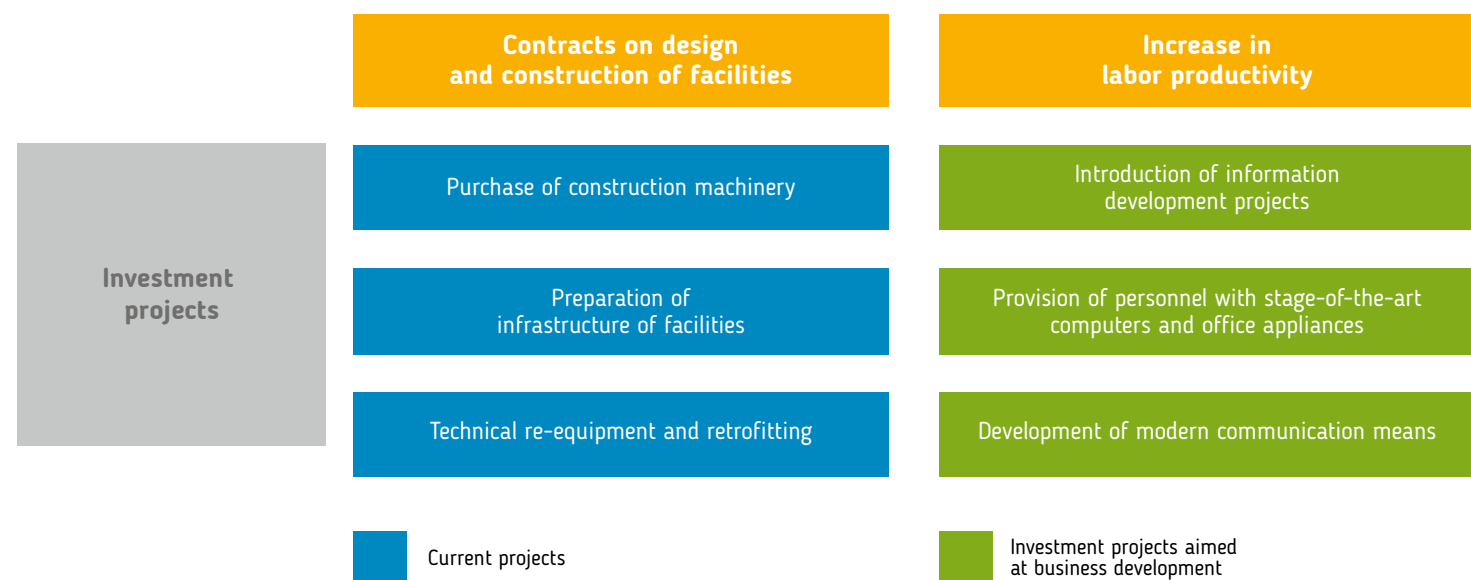 Contracts on design
and construction of facilities
Increase in
labor productivity
Investment
projects
Purchase of construction machinery
Introduction of information
development projects
Preparation of
infrastructure of facilities
Provision of personnel with stage-of-the-art
computers and office appliances
Technical re-equipment and retrofitting
Development of modern communication means
Current projects
Investment projects aimed
at business development